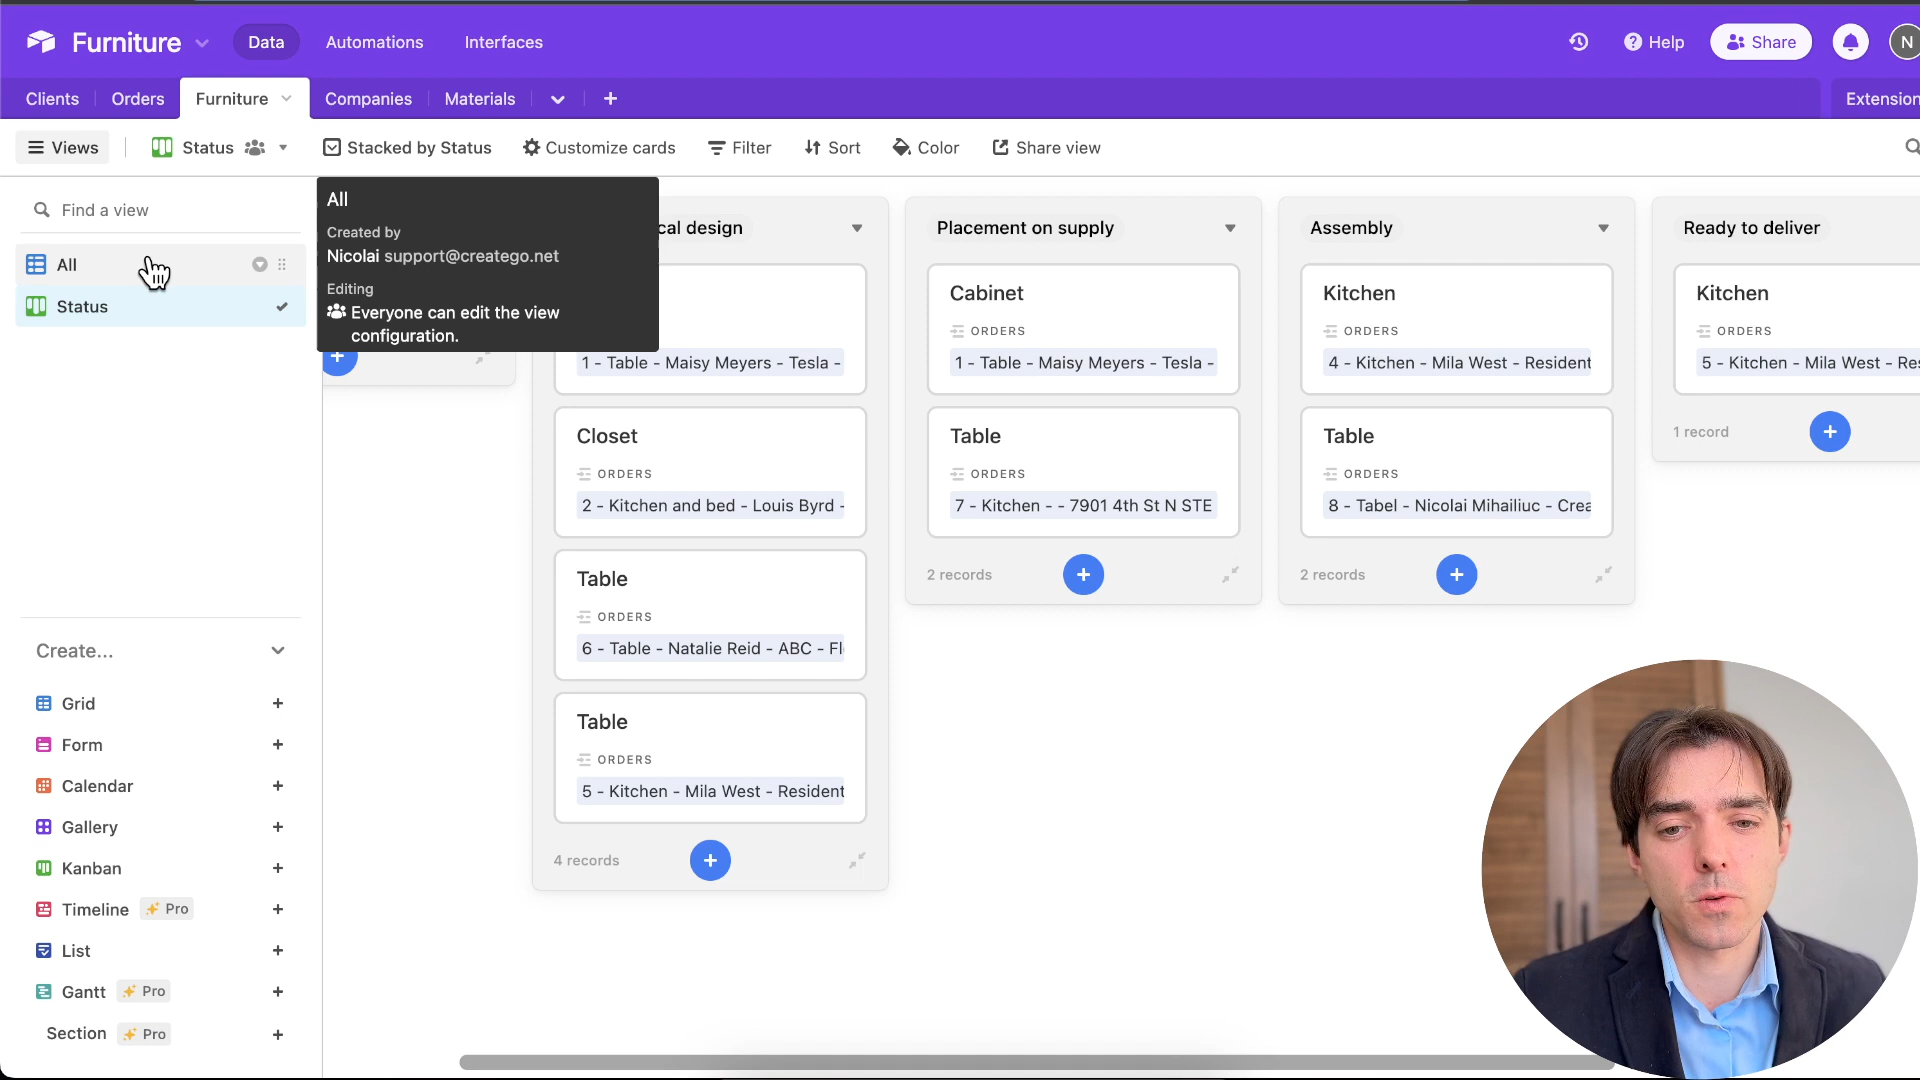 Furniture
Data
Automations
Interfaces
Help
Share
N
Clients
Orders
Furniture
Companies
Materials
Extension
Views
Status
Stacked by Status
Customize cards
Filter
Sort
Color
Share view
Find a view
All
Status
All
Created by
Nicolai support@creatego.net
Editing
Everyone can edit the view
configuration.
cal design
1 - Table - Maisy Meyers - Tesla -
Closet
ORDERS
2 - Kitchen and bed - Louis Byrd -
Table
ORDERS
6 - Table - Natalie Reid - ABC - Fl
Table
ORDERS
5 - Kitchen - Mila West - Resident
4 records
Placement on supply
Cabinet
ORDERS
1 - Table - Maisy Meyers - Tesla -
Table
ORDERS
7 - Kitchen - - 7901 4th St N STE
2 records
Assembly
Kitchen
ORDERS
4 - Kitchen - Mila West - Resident
Table
ORDERS
8 - Tabel - Nicolai Mihailiuc - Crea
2 records
Ready to deliver
Kitchen
ORDERS
5 - Kitchen - Mila West - Res
1 record
Create...
Grid
Form
Calendar
Gallery
Kanban
Timeline Pro
List
Gantt Pro
Section Pro